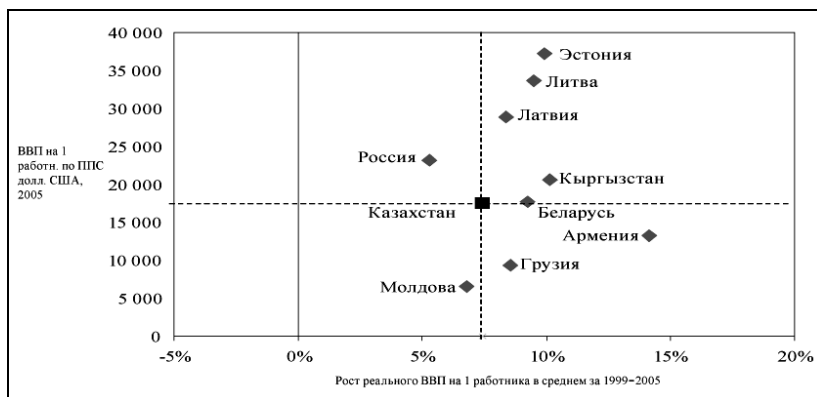 40 000
35 000
30 000
25 000
20 000
15 000
10 000
5 000
0
ВВП на 1
работн. по ППС
долл. США,
2005
Эстония
Литва
Латвия
Россия
Кыргызстан
Казахстан
Беларусь
Армения
Грузия
Молдова
-5% 0% 5% 10% 15% 20%
Рост реального ВВП на 1 работника в среднем за 1999–2005